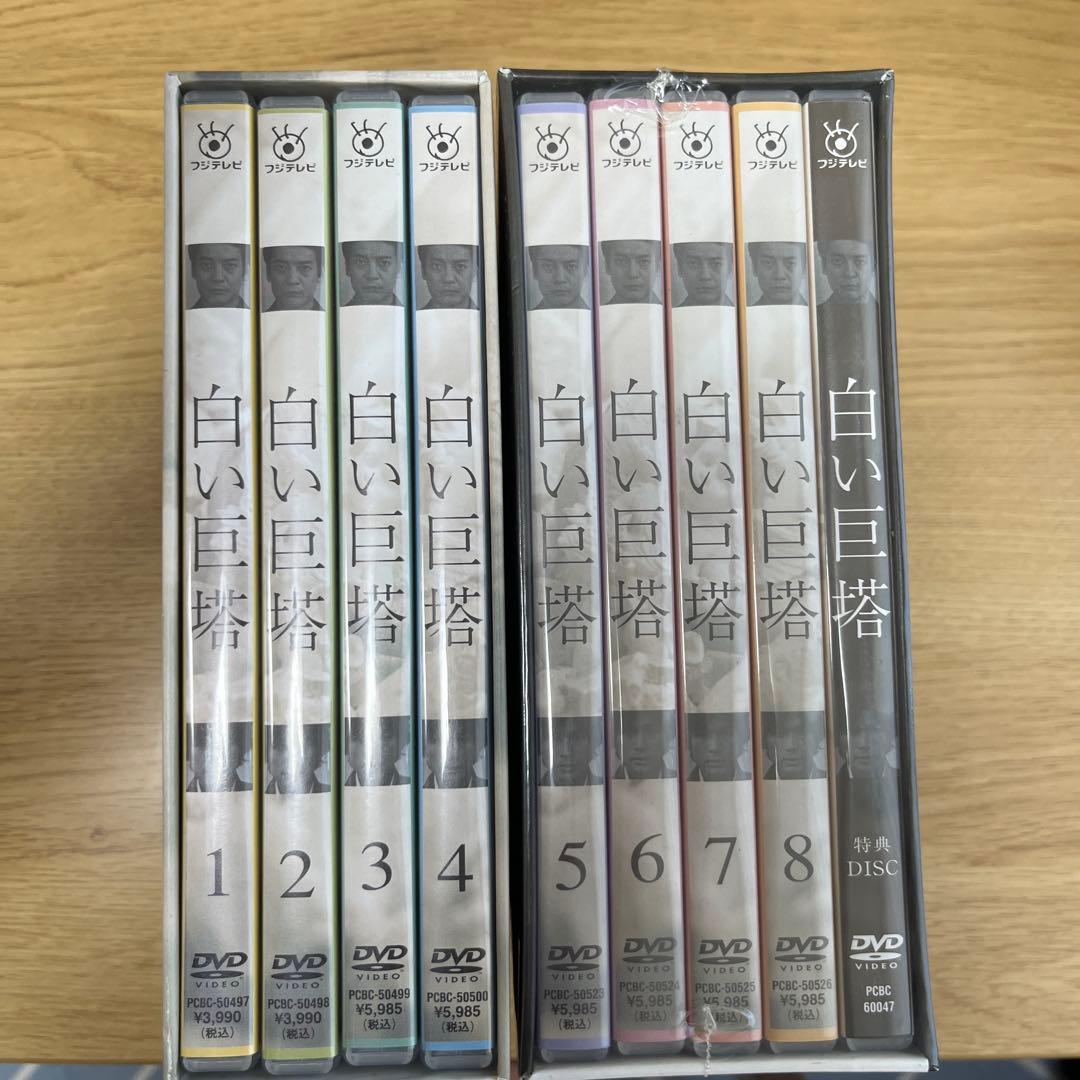 フジテレビ
白い巨塔
1
DVD
VIDEO
PCBC-50497
¥3,990
(税込)
フジテレビ
白い巨塔
2
DVD
VIDEO
PCBC-50498
¥3,990
(税込)
フジテレビ
白い巨塔
3
DVD
VIDEO
PCBC-50499
¥5,985
(税込)
フジテレビ
白い巨塔
4
DVD
VIDEO
PCBC-50500
¥5,985
(税込)
フジテレビ
白い巨塔
5
DVD
VIDEO
PCBC-50523
¥5,985
(税込)
フジテレビ
白い巨塔
6
DVD
VIDEO
PCBC-50524
¥5,985
(税込)
フジテレビ
白い巨塔
7
DVD
VIDEO
PCBC-50525
¥5,985
(税込)
フジテレビ
白い巨塔
8
DVD
VIDEO
PCBC-50526
¥5,985
(税込)
フジテレビ
白い巨塔
特典
DISC
DVD
VIDEO
PCBC
60047